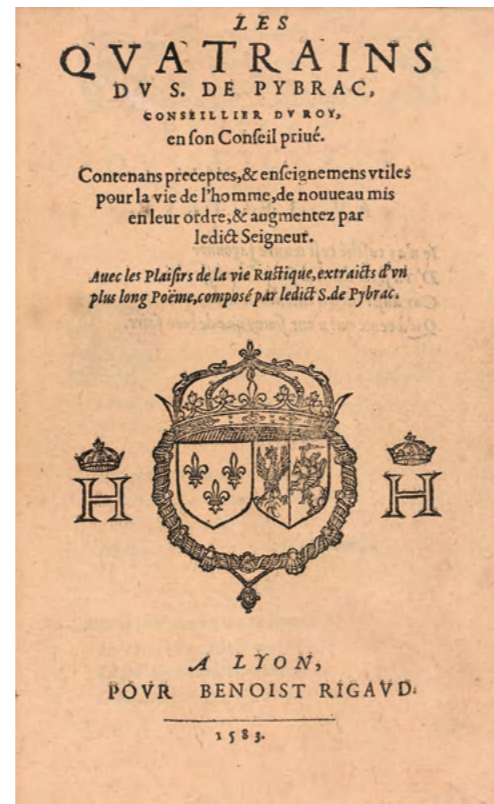 LES
QVATRAINS
DV S. DE PYBRAC,
CONSEILLIER DV ROY,
en ſon Conſeil priué.
Contenans preceptes,& enſeignemens vtiles
pour la vie de l'homme,de nouueau mis
en leur ordre,& augmentez par
ledict Seigneur.
Auec les Plaiſirs de la vie Ruſtique,extraicts d'vn
plus long Poëme,composé par ledict S.de Pybrac.
H H
A LYON,
POVR BENOIST RIGAVD.
1583.